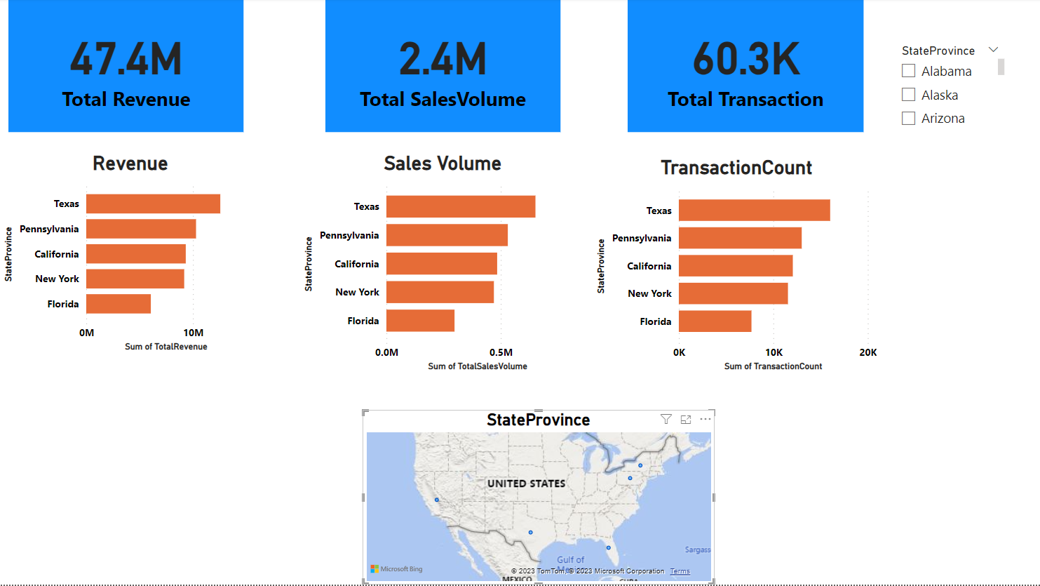 47.4M
Total Revenue
2.4M
Total SalesVolume
60.3K
Total Transaction
StateProvince
Alabama
Alaska
Arizona
Revenue
StateProvince
Texas
Pennsylvania
California
New York
Florida
0M 10M
Sum of TotalRevenue
Sales Volume
StateProvince
Texas
Pennsylvania
California
New York
Florida
0.0M 0.5M
Sum of TotalSalesVolume
TransactionCount
StateProvince
Texas
Pennsylvania
California
New York
Florida
0K 10K 20K
Sum of TransactionCount
StateProvince
UNITED STATES
Sargass
Gulf of
Microsoft Bing
© 2023 TomTom, © 2023 Microsoft Corporation Terms
MEXICO
CUBA